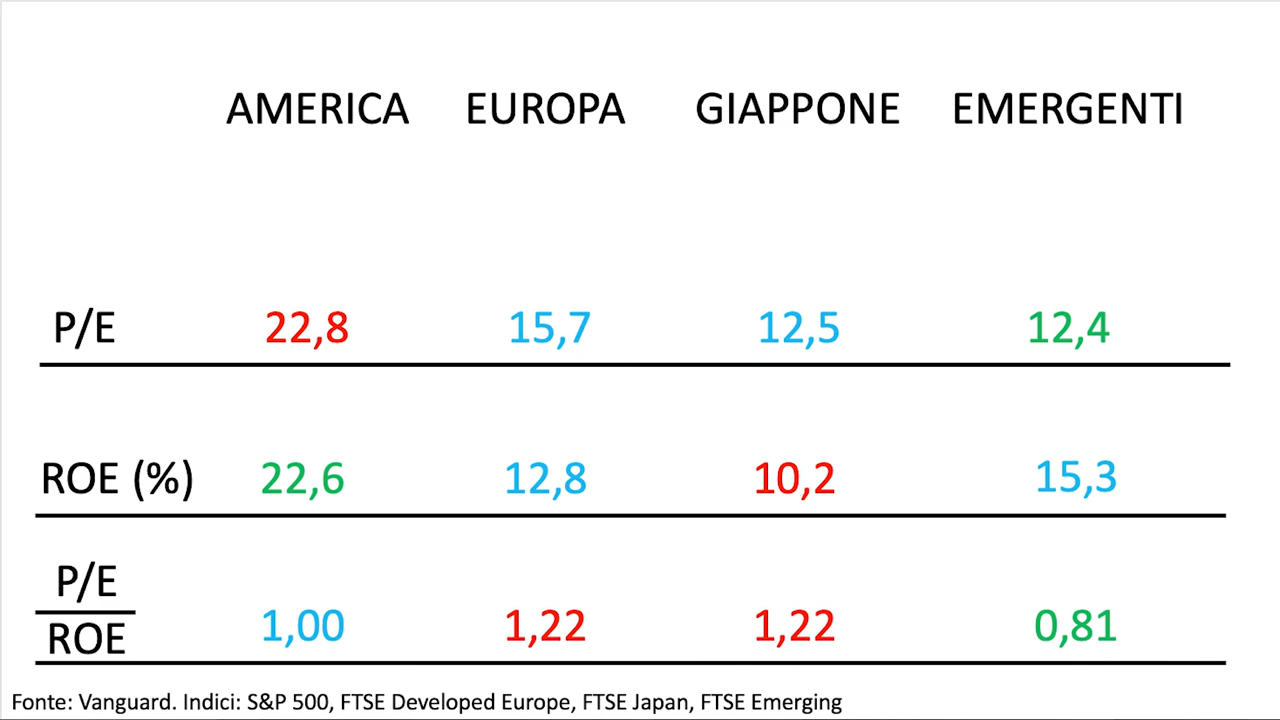 AMERICA EUROPA GIAPPONE EMERGENTI
P/E 22,8 15,7 12,5 12,4
ROE (%) 22,6 12,8 10,2 15,3
P/E
ROE 1,00 1,22 1,22 0,81
Fonte: Vanguard. Indici: S&P 500, FTSE Developed Europe, FTSE Japan, FTSE Emerging